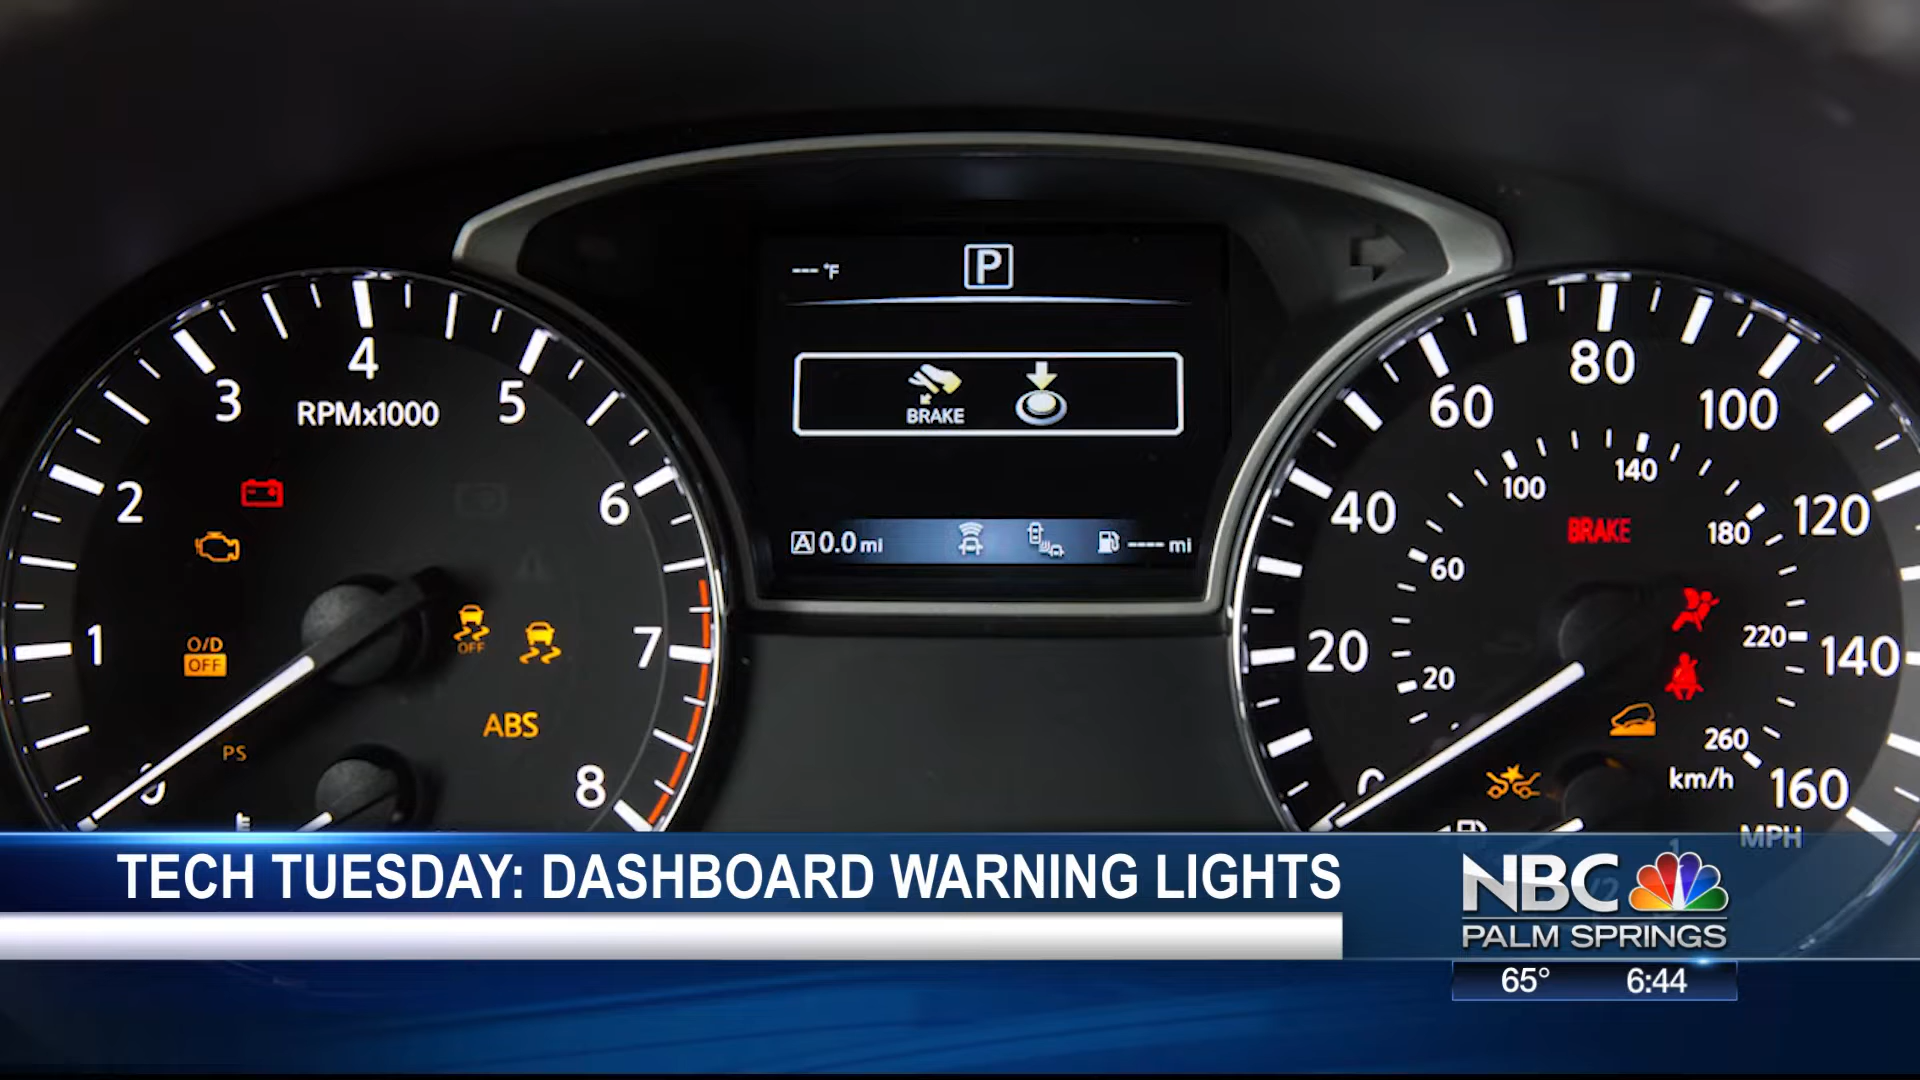 --- °F
P
BRAKE
A 0.0 mi
---- mi
RPMx1000
0
1
2
3
4
5
6
7
8
O/D
OFF
OFF
ABS
PS
0
20
40
60
80
100
120
140
160
20
60
100
140
180
220
260
km/h
MPH
BRAKE
TECH TUESDAY: DASHBOARD WARNING LIGHTS
NBC
PALM SPRINGS
65° 6:44